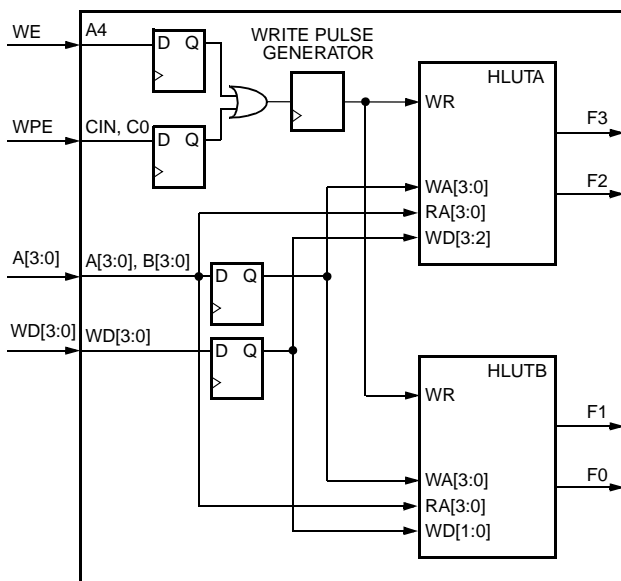 WE
A4
D Q
WRITE PULSE
GENERATOR
HLUTA
WR
F3
WPE
CIN, C0
D Q
WA[3:0]
F2
RA[3:0]
WD[3:2]
A[3:0]
A[3:0], B[3:0]
D Q
WD[3:0]
WD[3:0]
D Q
HLUTB
WR
F1
WA[3:0]
F0
RA[3:0]
WD[1:0]